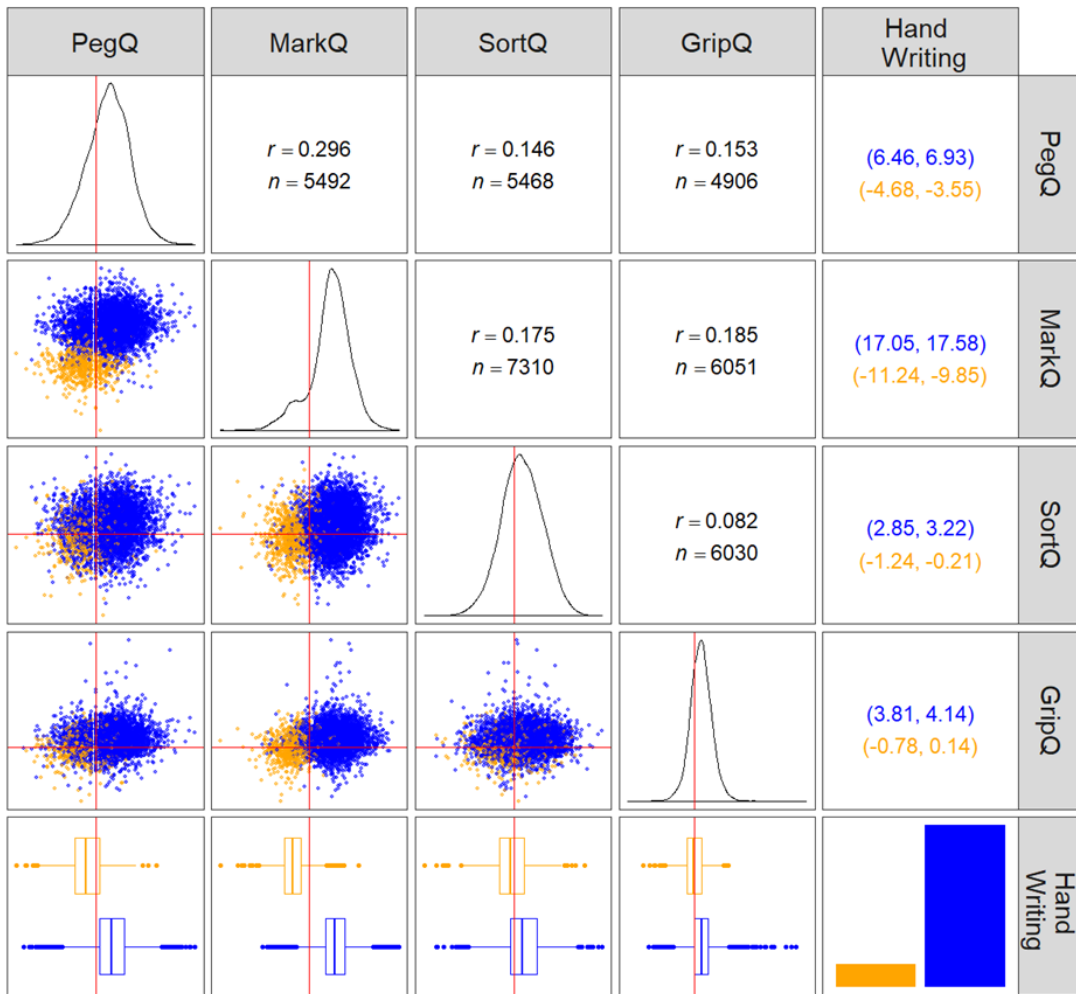 PegQ
MarkQ
SortQ
GripQ
Hand
Writing
r = 0.296
n = 5492
r = 0.146
n = 5468
r = 0.153
n = 4906
(6.46, 6.93)
(-4.68, -3.55)
PegQ
r = 0.175
n = 7310
r = 0.185
n = 6051
(17.05, 17.58)
(-11.24, -9.85)
MarkQ
r = 0.082
n = 6030
(2.85, 3.22)
(-1.24, -0.21)
SortQ
(3.81, 4.14)
(-0.78, 0.14)
GripQ
Hand
Writing